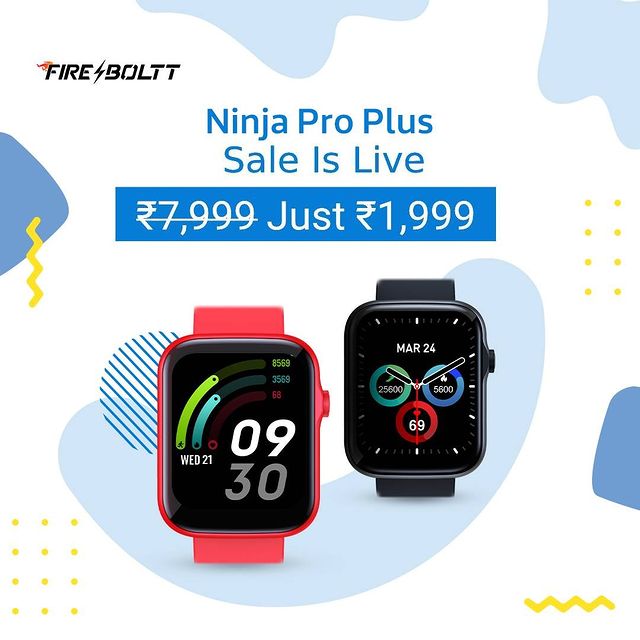 FIRE BOLTT
Ninja Pro Plus
Sale Is Live
₹7,999 Just ₹1,999
8569
3569
68
09
WED 21
30
MAR 24
25600
5600
69